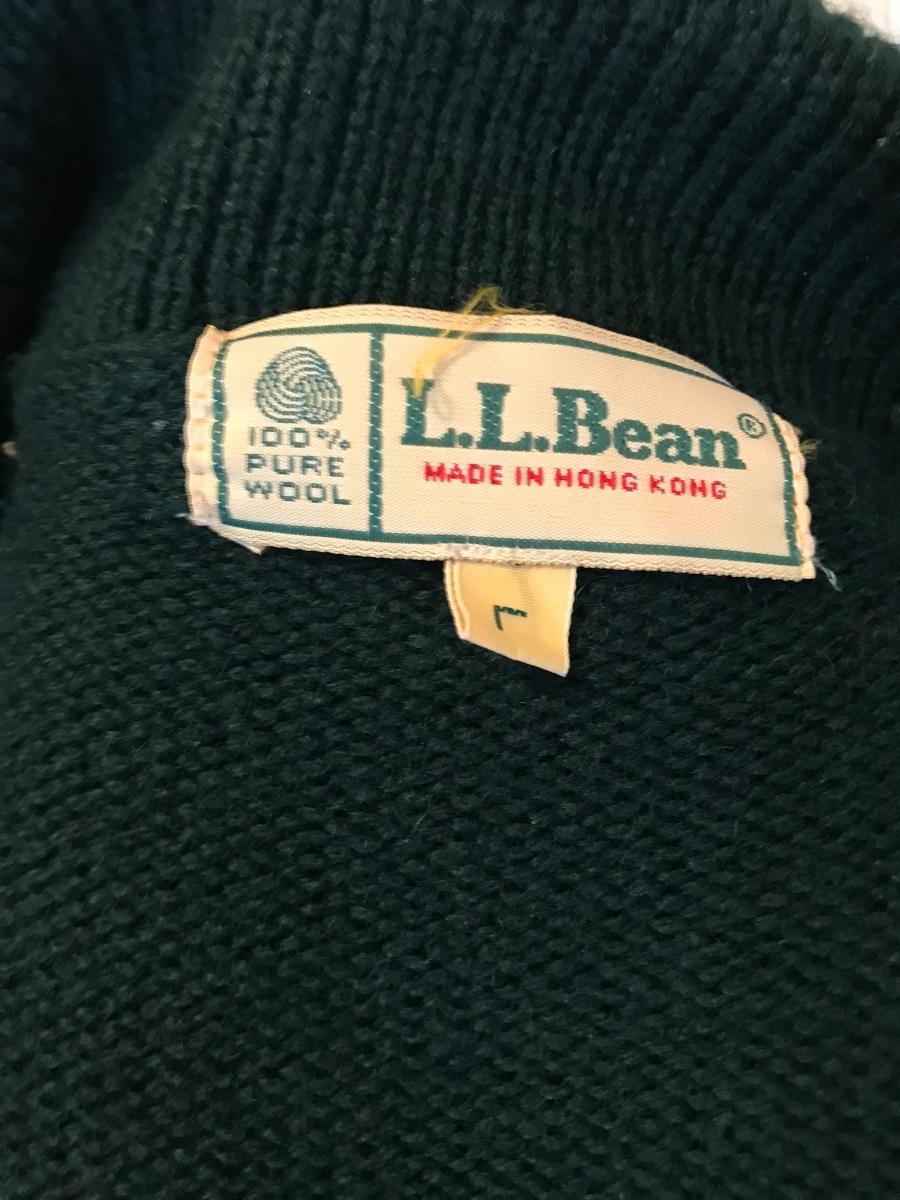 100%
PURE
WOOL
L.L.Bean®
MADE IN HONG KONG
L